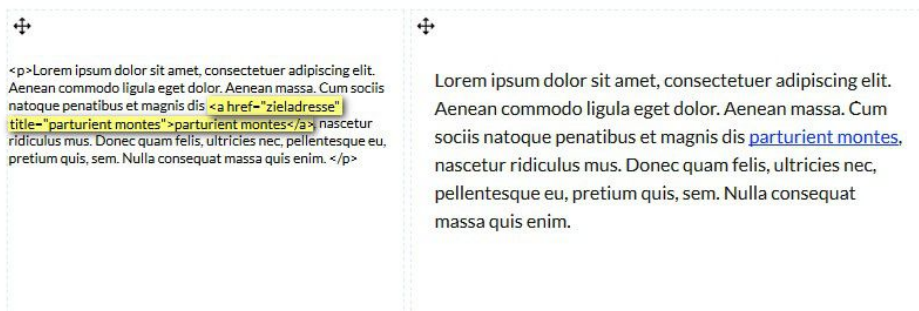 <p>Lorem ipsum dolor sit amet, consectetuer adipiscing elit.
Aenean commodo ligula eget dolor. Aenean massa. Cum sociis
natoque penatibus et magnis dis <a href="zieladresse"
title="parturient montes">parturient montes</a>, nascetur
ridiculus mus. Donec quam felis, ultricies nec, pellentesque eu,
pretium quis, sem. Nulla consequat massa quis enim. </p>
Lorem ipsum dolor sit amet, consectetuer adipiscing elit.
Aenean commodo ligula eget dolor. Aenean massa. Cum
sociis natoque penatibus et magnis dis parturient montes,
nascetur ridiculus mus. Donec quam felis, ultricies nec,
pellentesque eu, pretium quis, sem. Nulla consequat
massa quis enim.